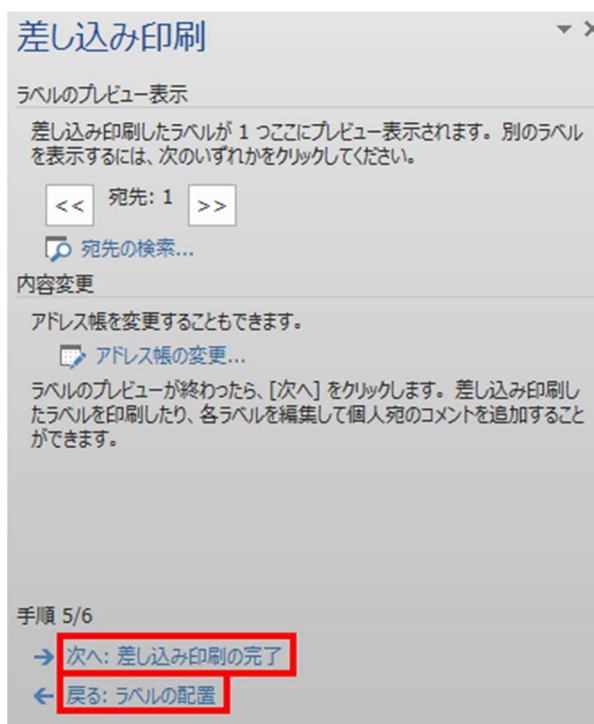 差し込み印刷
ラベルのプレビュー表示
差し込み印刷したラベルが 1 つここにプレビュー表示されます。別のラベル
を表示するには、次のいずれかをクリックしてください。
<< 宛先: 1 >>
宛先の検索...
内容変更
アドレス帳を変更することもできます。
アドレス帳の変更...
ラベルのプレビューが終わったら、[次へ] をクリックします。差し込み印刷し
たラベルを印刷したり、各ラベルを編集して個人宛のコメントを追加すること
ができます。
手順 5/6
次へ: 差し込み印刷の完了
戻る: ラベルの配置